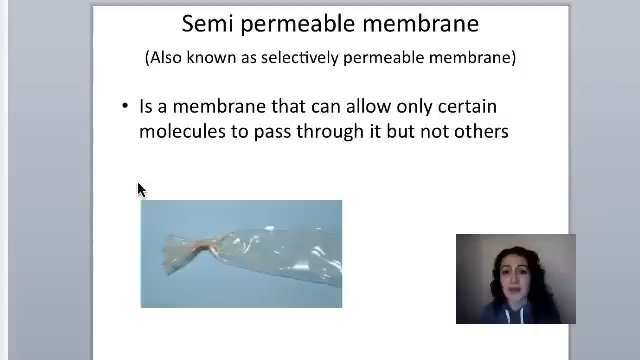 Semi permeable membrane
(Also known as selectively permeable membrane)
• Is a membrane that can allow only certain
molecules to pass through it but not others